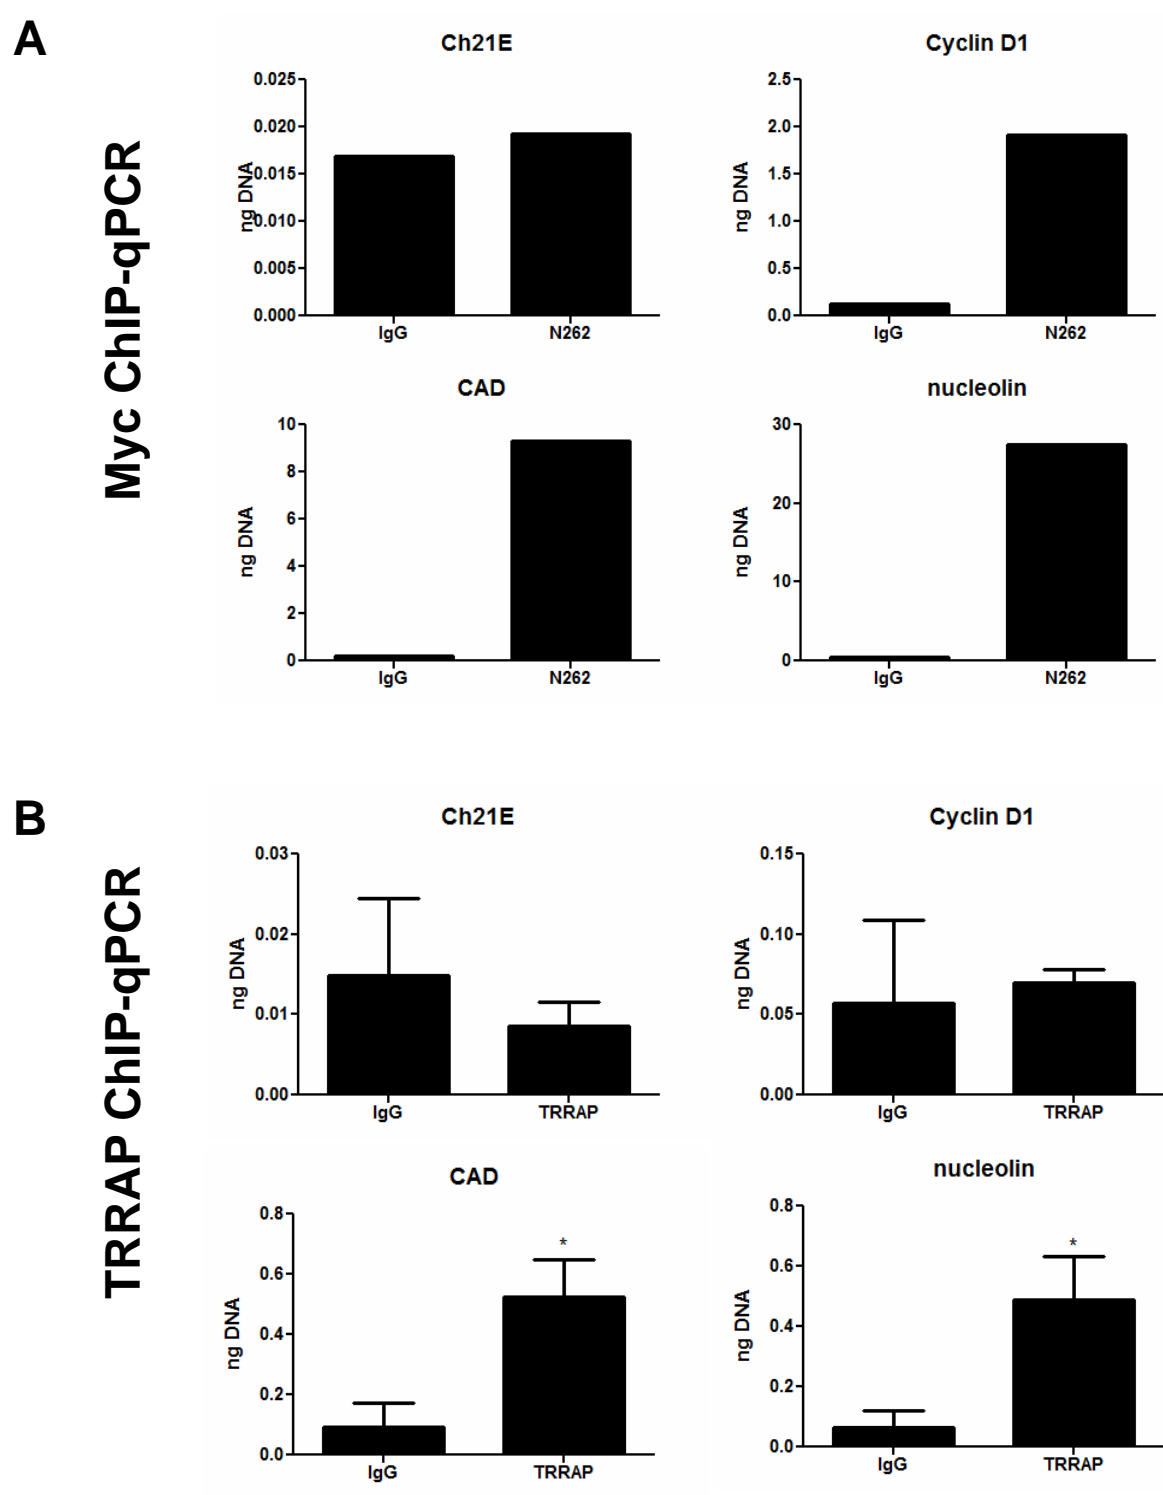 A
Myc ChIP-qPCR
Ch21E
ng DNA
0.025
0.020
0.015
0.010
0.005
0.000
IgG
N262
Cyclin D1
ng DNA
2.5
2.0
1.5
1.0
0.5
0.0
IgG
N262
CAD
ng DNA
10
8
6
4
2
0
IgG
N262
nucleolin
ng DNA
30
20
10
0
IgG
N262
B
TRRAP ChIP-qPCR
Ch21E
ng DNA
0.03
0.02
0.01
0.00
IgG
TRRAP
Cyclin D1
ng DNA
0.15
0.10
0.05
0.00
IgG
TRRAP
CAD
ng DNA
0.8
0.6
0.4
0.2
0.0
*
IgG
TRRAP
nucleolin
ng DNA
0.8
0.6
0.4
0.2
0.0
*
IgG
TRRAP